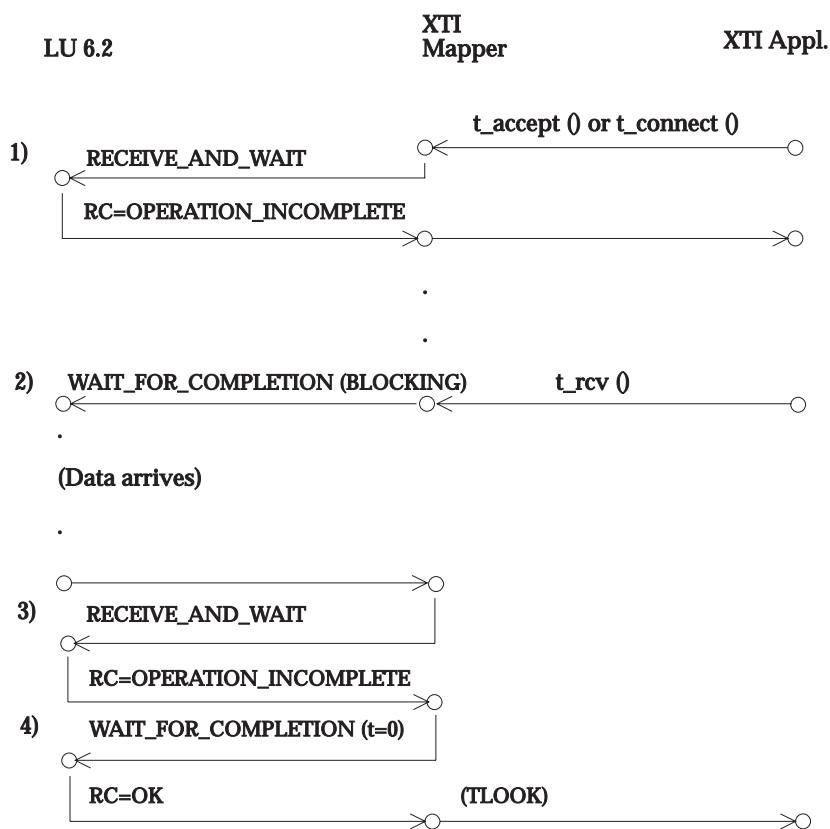 LU 6.2
XTI
Mapper
XTI Appl.
t_accept () or t_connect ()
1)
RECEIVE_AND_WAIT
RC=OPERATION_INCOMPLETE
.
.
2)
WAIT_FOR_COMPLETION (BLOCKING)
t_rcv ()
.
(Data arrives)
.
3)
RECEIVE_AND_WAIT
RC=OPERATION_INCOMPLETE
4)
WAIT_FOR_COMPLETION (t=0)
RC=OK
(TLOOK)